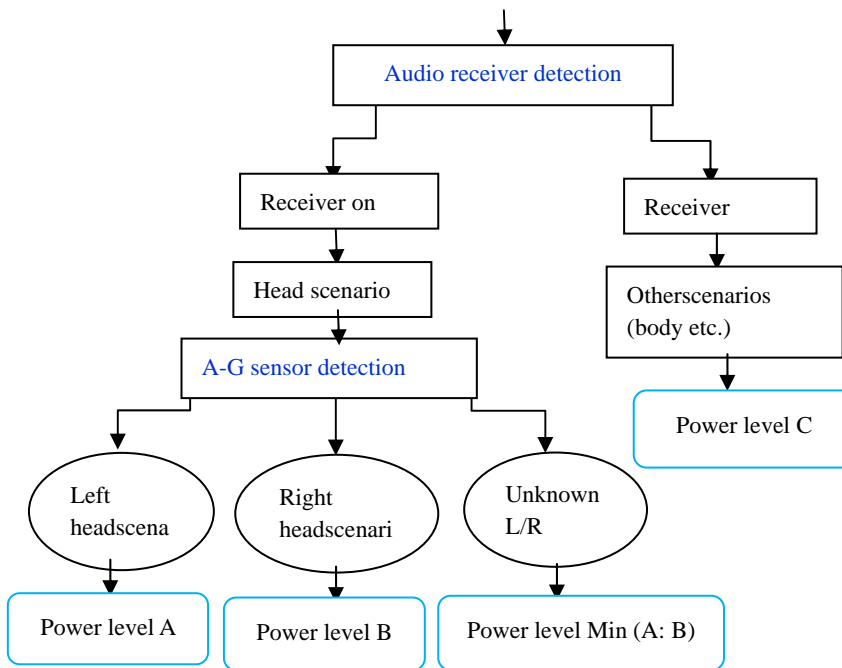 Audio receiver detection
Receiver on
Receiver
Head scenario
Otherscenarios
(body etc.)
A-G sensor detection
Power level C
Left
headscena
Right
headscenari
Unknown
L/R
Power level A
Power level B
Power level Min (A: B)